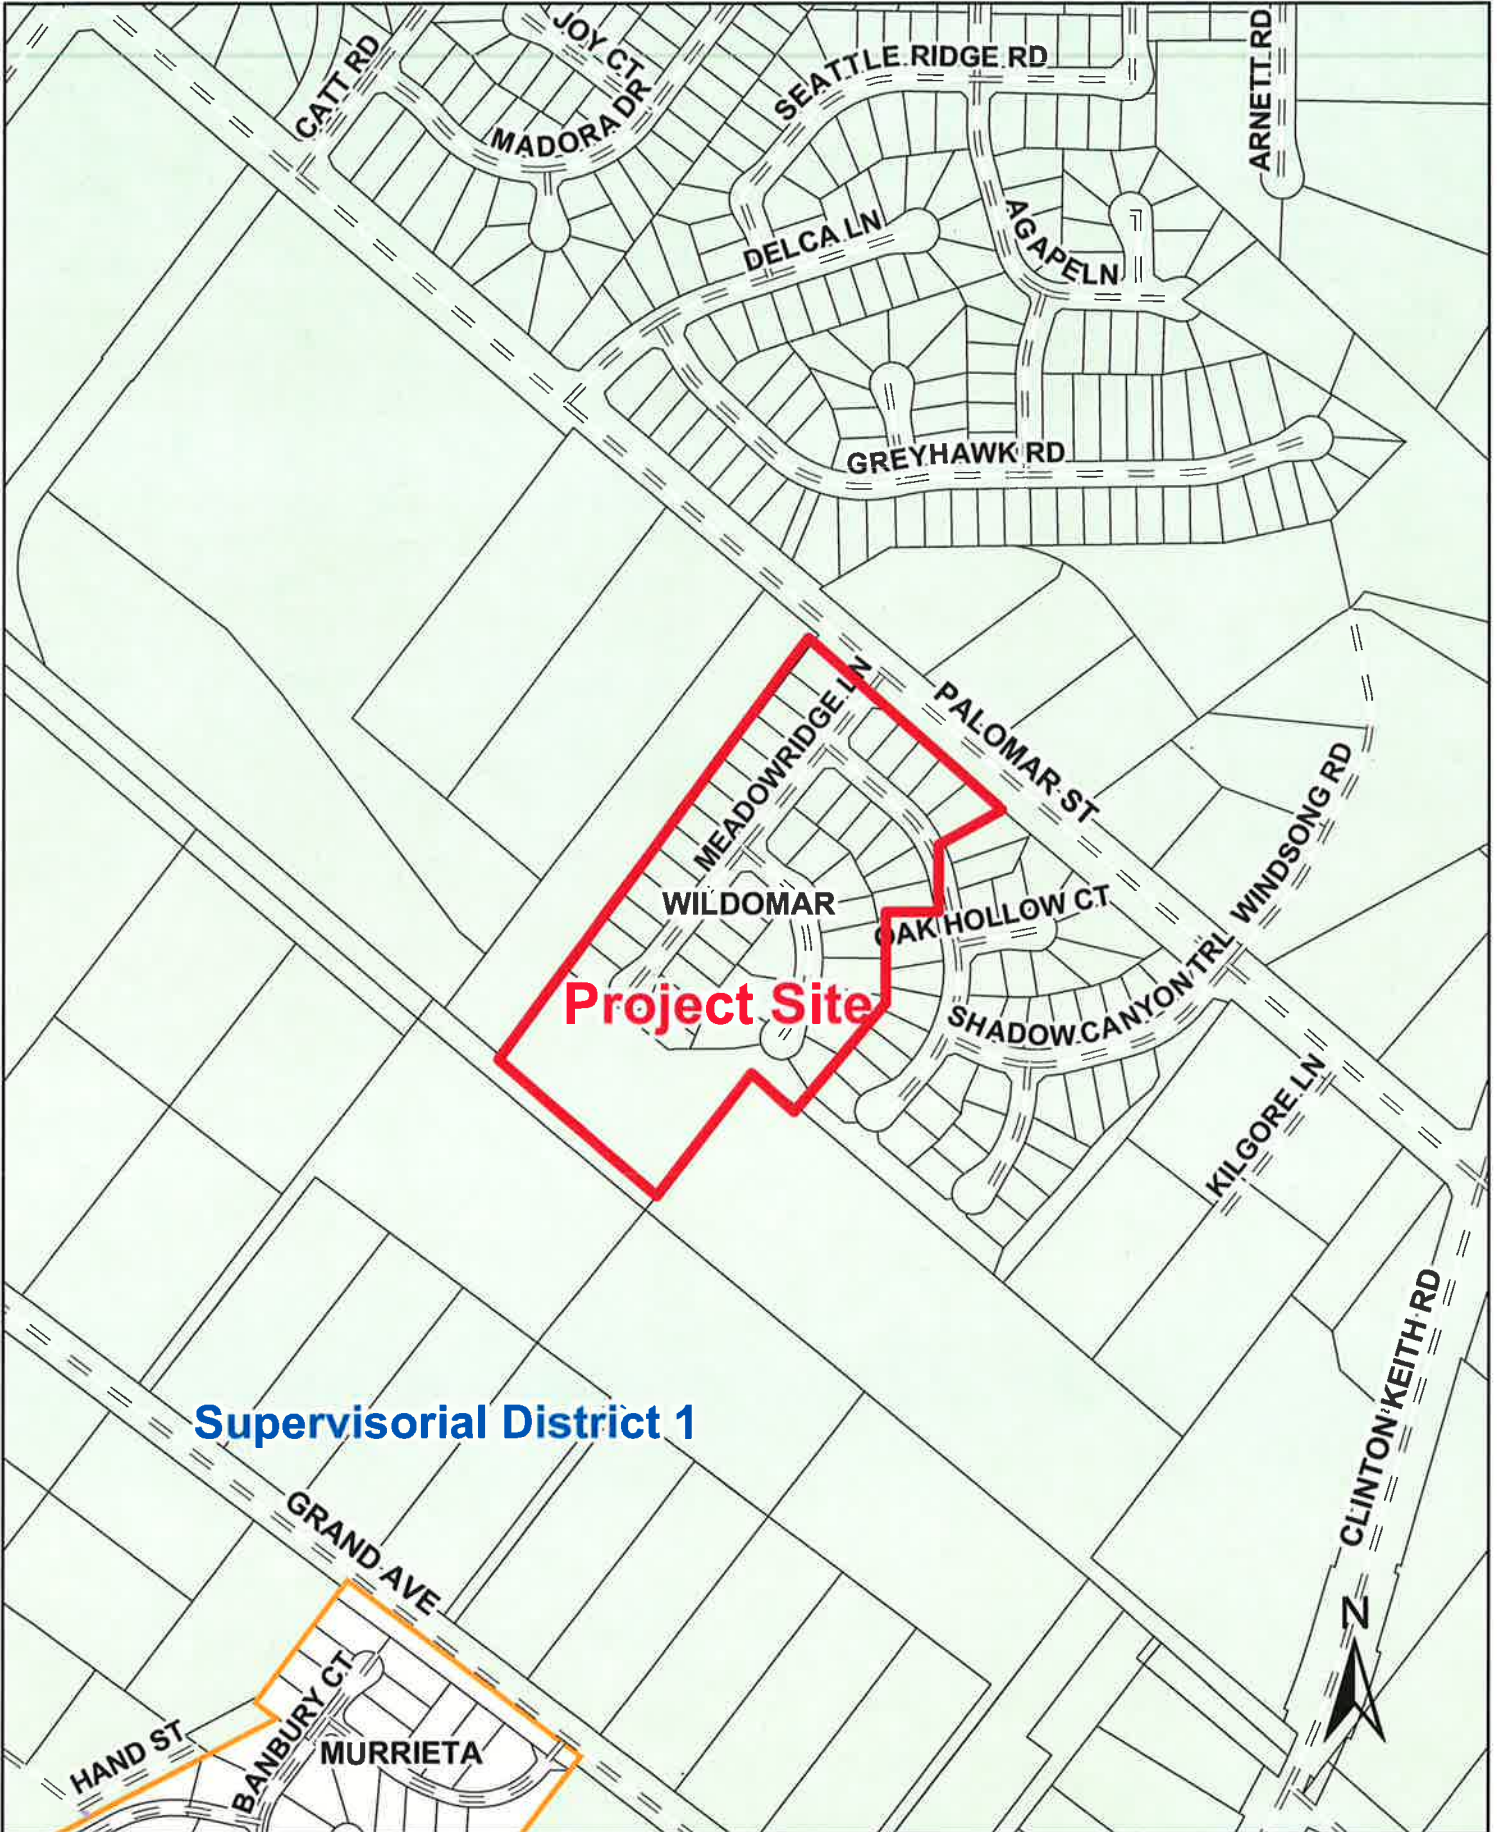 JOY CT
CATT RD
MADORA DR
SEATTLE RIDGE RD
ARNETT RD
DELCA LN
AGAPE LN
GREYHAWK RD
MEADOWRIDGE LN
PALOMAR ST
WINDSONG RD
WILDOMAR
OAK HOLLOW CT
Project Site
SHADOW CANYON TRL
KILGORE LN
CLINTON KEITH RD
Supervisorial District 1
GRAND AVE
N
BANBURY CT
HAND ST
MURRIETA